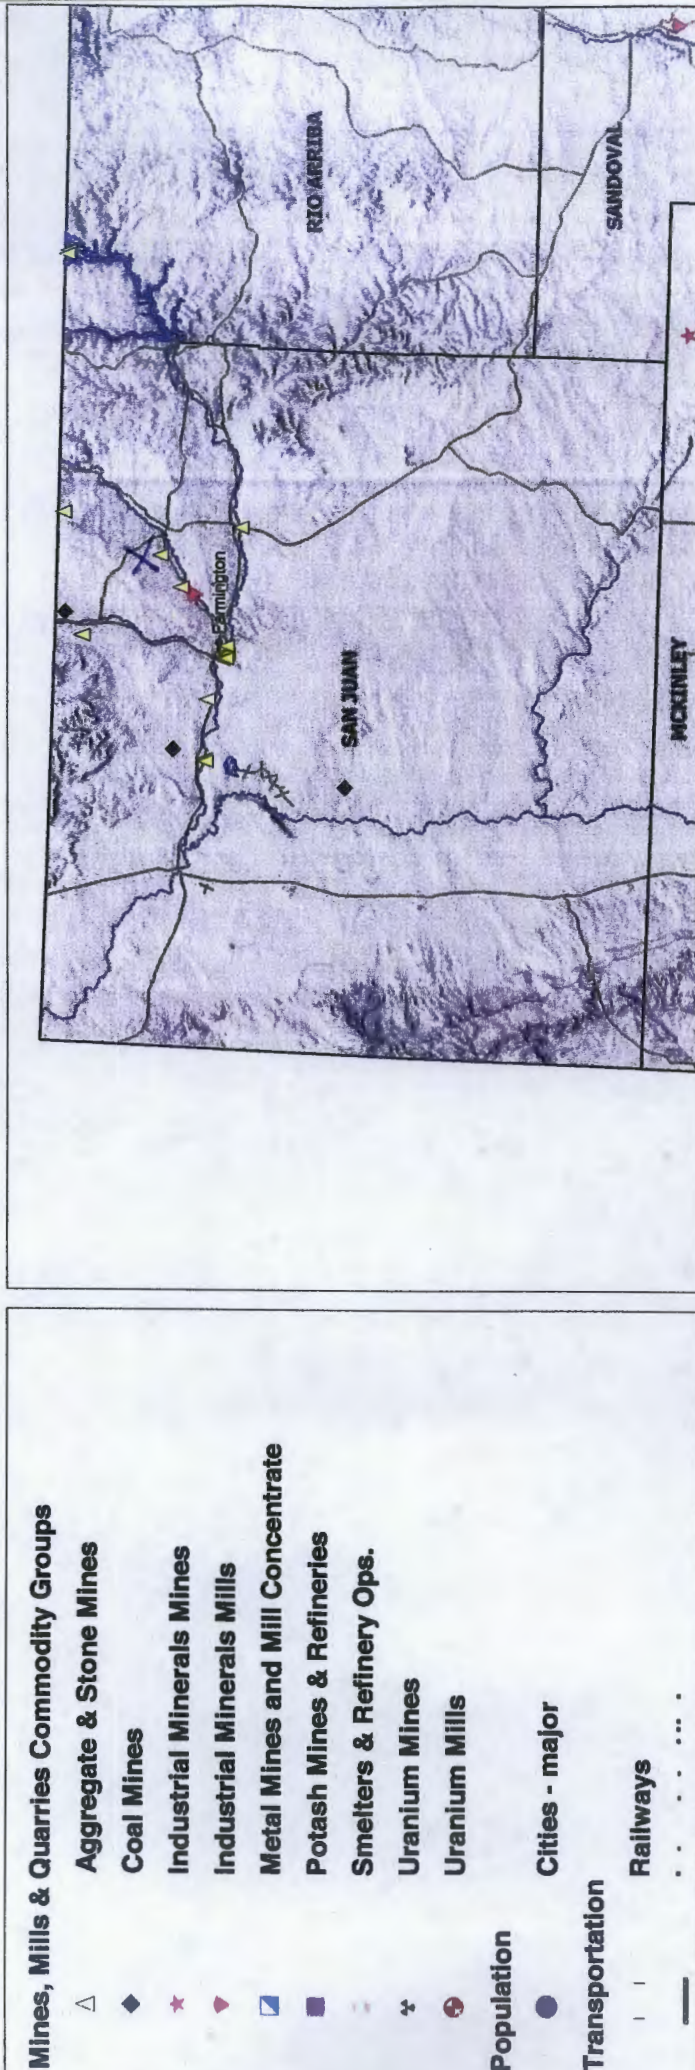 Mines, Mills & Quarries Commodity Groups
Aggregate & Stone Mines
Coal Mines
Industrial Minerals Mines
Industrial Minerals Mills
Metal Mines and Mill Concentrate
Potash Mines & Refineries
Smelters & Refinery Ops.
Uranium Mines
Uranium Mills
Population
Cities - major
Transportation
Railways
RIO ARRIBA
SANDOVAL
Farmington
SAN JUAN
MCKINLEY